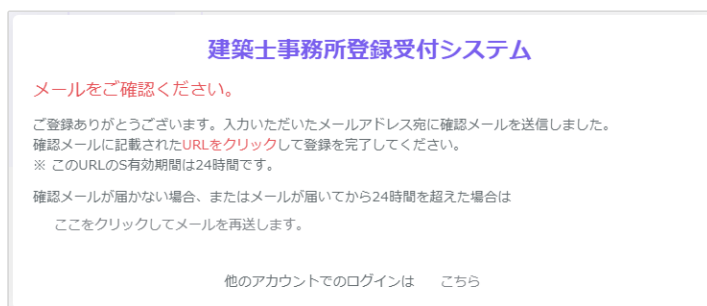 建築士事務所登録受付システム
メールをご確認ください。
ご登録ありがとうございます。入力いただいたメールアドレス宛に確認メールを送信しました。
確認メールに記載されたURLをクリックして登録を完了してください。
※ このURLのS有効期間は24時間です。
確認メールが届かない場合、またはメールが届いてから24時間を超えた場合は
ここをクリックしてメールを再送します。
他のアカウントでのログインは こちら